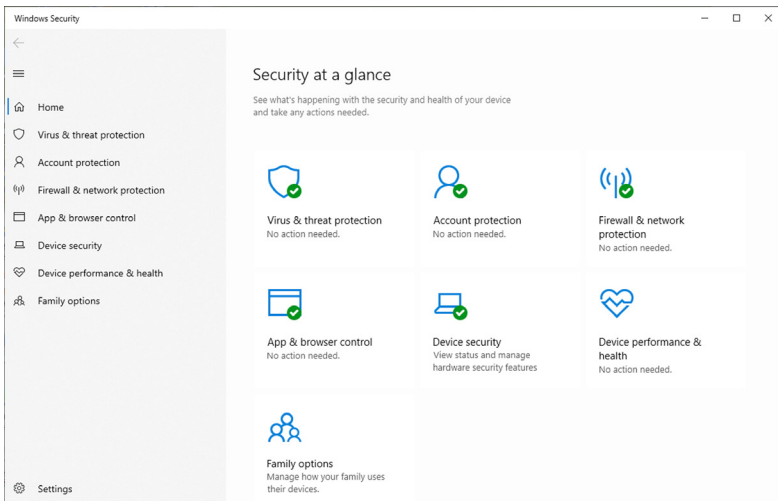 Windows Security
Home
Virus & threat protection
Account protection
Firewall & network protection
App & browser control
Device security
Device performance & health
Family options
Settings
Security at a glance
See what's happening with the security and health of your device
and take any actions needed.
Virus & threat protection
No action needed.
Account protection
No action needed.
Firewall & network
protection
No action needed.
App & browser control
No action needed.
Device security
View status and manage
hardware security features
Device performance &
health
No action needed.
Family options
Manage how your family uses
their devices.